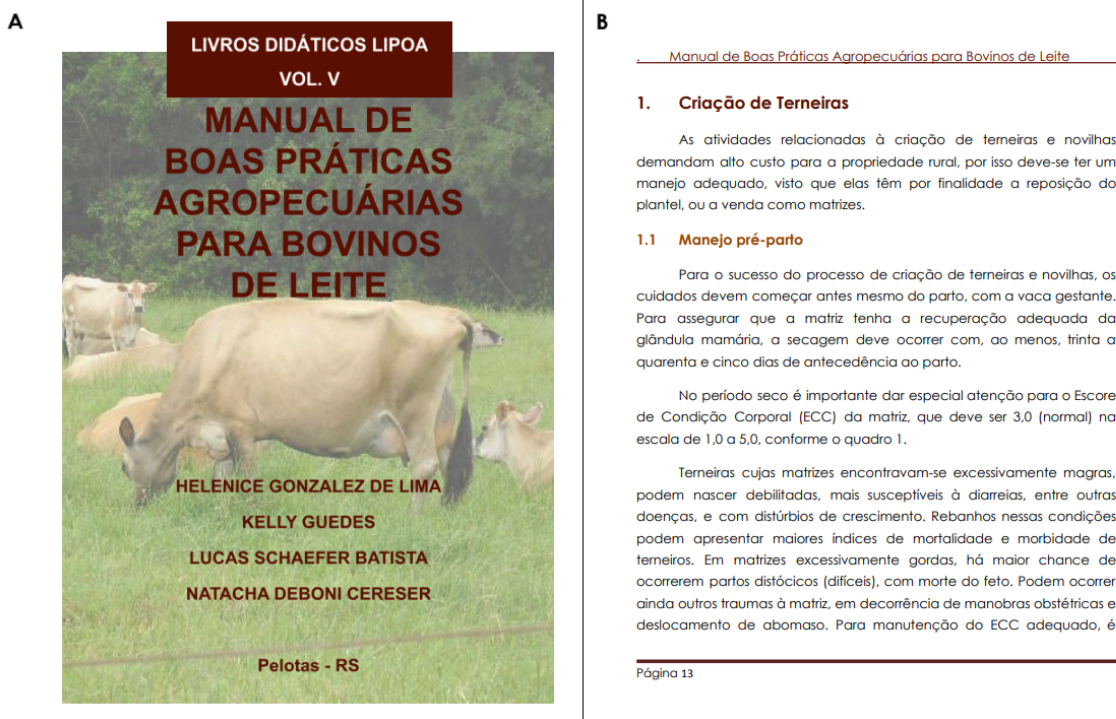 A
LIVROS DIDÁTICOS LIPOA
VOL. V
MANUAL DE
BOAS PRÁTICAS
AGROPECUÁRIAS
PARA BOVINOS
DE LEITE
HELENICE GONZALEZ DE LIMA
KELLY GUEDES
LUCAS SCHAEFER BATISTA
NATACHA DEBONI CERESER
Pelotas - RS
B
. Manual de Boas Práticas Agropecuárias para Bovinos de Leite
1. Criação de Terneiras
As atividades relacionadas à criação de terneiras e novilhas
demandam alto custo para a propriedade rural, por isso deve-se ter um
manejo adequado, visto que elas têm por finalidade a reposição do
plantel, ou a venda como matrizes.
1.1 Manejo pré-parto
Para o sucesso do processo de criação de terneiras e novilhas, os
cuidados devem começar antes mesmo do parto, com a vaca gestante.
Para assegurar que a matriz tenha a recuperação adequada da
glândula mamária, a secagem deve ocorrer com, ao menos, trinta a
quarenta e cinco dias de antecedência ao parto.
No período seco é importante dar especial atenção para o Escore
de Condição Corporal (ECC) da matriz, que deve ser 3,0 (normal) na
escala de 1,0 a 5,0, conforme o quadro 1.
Terneiras cujas matrizes encontravam-se excessivamente magras,
podem nascer debilitadas, mais susceptíveis à diarreias, entre outras
doenças, e com distúrbios de crescimento. Rebanhos nessas condições
podem apresentar maiores índices de mortalidade e morbidade de
terneiros. Em matrizes excessivamente gordas, há maior chance de
ocorrerem partos distócicos (difíceis), com morte do feto. Podem ocorrer
ainda outros traumas à matriz, em decorrência de manobras obstétricas e
deslocamento de abomaso. Para manutenção do ECC adequado, é
Página 13